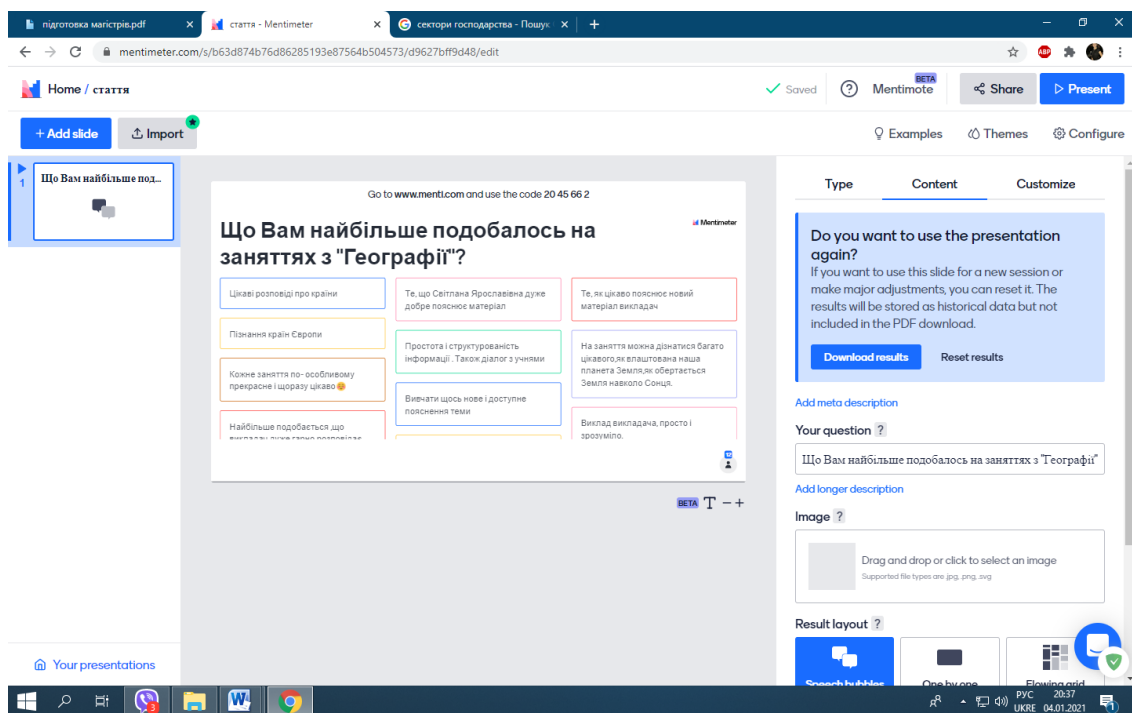 підготовка магістрів.pdf
стаття - Mentimeter
сектори господарства - Пошук
mentimeter.com/s/b63d874b76d86285193e87564b504573/d9627bff9d48/edit
ABP
Home / стаття
Saved
?
Mentimote
BETA
Share
Present
+ Add slide
Import
Examples
Themes
Configure
1
Що Вам найбільше под...
Go to www.menti.com and use the code 20 45 66 2
Mentimeter
Що Вам найбільше подобалось на
заняттях з "Географії"?
Цікаві розповіді про країни
Пізнання країн Європи
Кожне заняття по- особливому
прекрасне і щоразу цікаво😊
Найбільше подобається ,що
викладач дуже гарно розповідає
Те, що Світлана Ярославівна дуже
добре пояснює матеріал
Простота і структурованість
інформації . Також діалог з учнями
Вивчати щось нове і доступне
пояснення теми
Те, як цікаво пояснює новий
матеріал викладач
На заняття можна дізнатися багато
цікавого,як влаштована наша
планета Земля,як обертається
Земля навколо Сонця.
Виклад викладача, просто і
зрозуміло.
BETA T − +
Type
Content
Customize
Do you want to use the presentation
again?
If you want to use this slide for a new session or
make major adjustments, you can reset it. The
results will be stored as historical data but not
included in the PDF download.
Download results
Reset results
Add meta description
Your question ?
Що Вам найбільше подобалось на заняттях з "Географії"
Add longer description
Image ?
Drag and drop or click to select an image
Supported file types are .jpg, .png, .svg
Result layout ?
Speech bubbles
One by one
Flowing grid
Your presentations
3
W
РУС
UKRE
20:37
04.01.2021